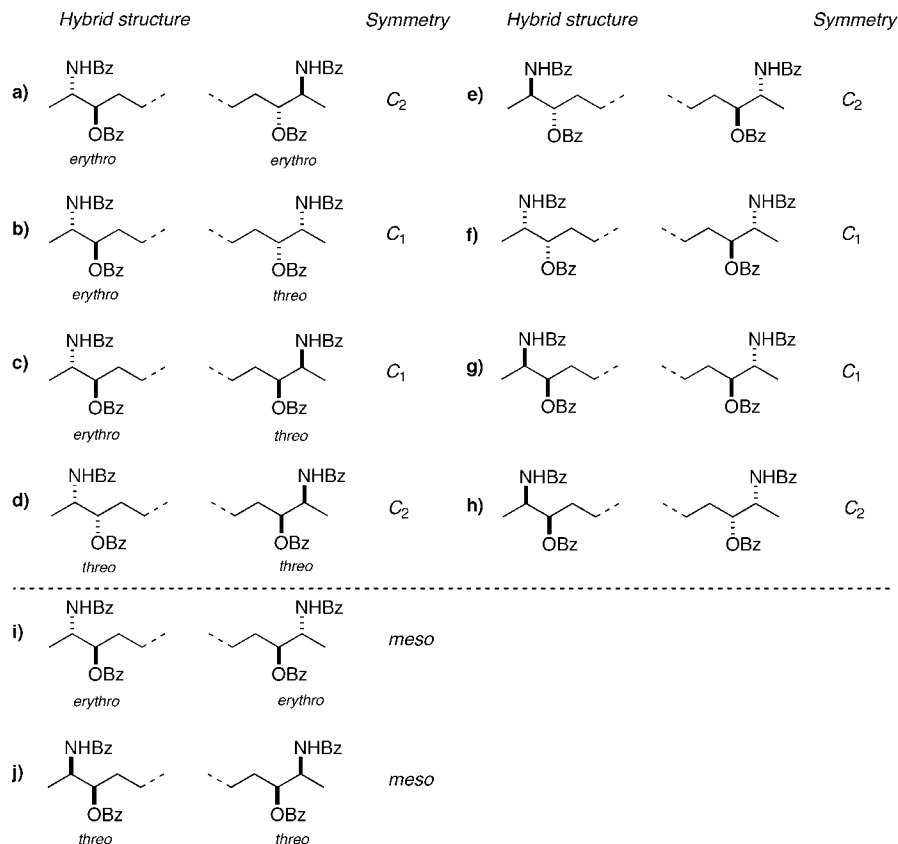 Hybrid structure Symmetry Hybrid structure Symmetry
NHBz NHBz HNBz NHBz
a) C2 e) C2
OBz OBz OBz OBz
erythro erythro
NHBz NHBz NHBz NHBz
b) C1 f) C1
OBz OBz OBz OBz
erythro threo
NHBz NHBz HNBz NHBz
c) C1 g) C1
OBz OBz OBz OBz
erythro threo
NHBz NHBz HNBz NHBz
d) C2 h) C2
OBz OBz OBz OBz
threo threo
NHBz NHBz
i) meso
OBz OBz
erythro erythro
NHBz NHBz
j) meso
OBz OBz
threo threo